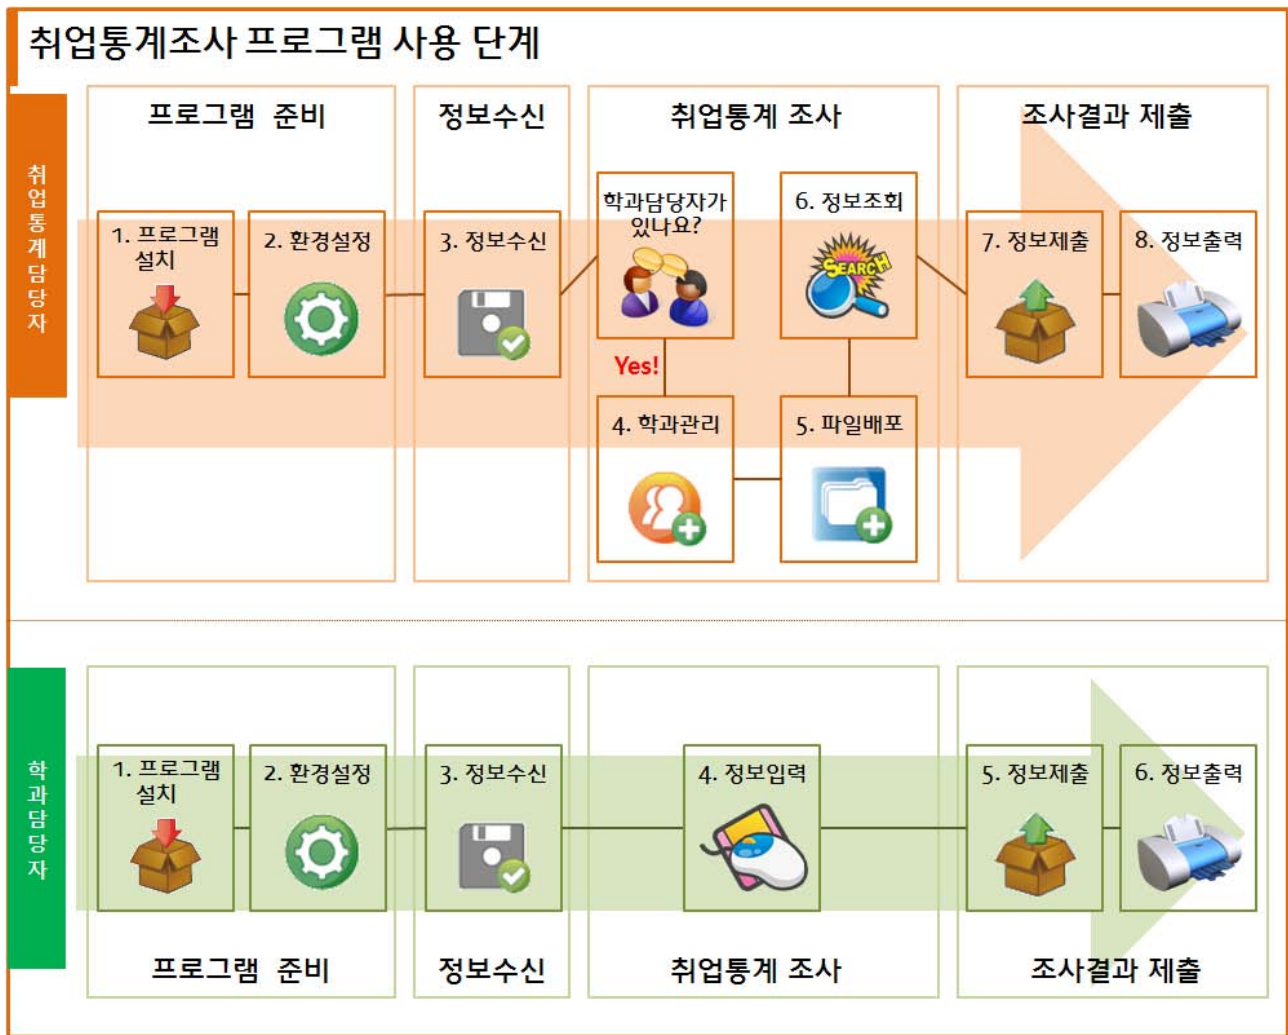 취업통계조사 프로그램 사용 단계
취업통계담당자
프로그램 준비
정보수신
취업통계 조사
조사결과 제출
1. 프로그램
설치
2. 환경설정
3. 정보수신
학과담당자가
있나요?
Yes!
4. 학과관리
5. 파일배포
6. 정보조회
SEARCH
7. 정보제출
8. 정보출력
학과담당자
1. 프로그램
설치
2. 환경설정
3. 정보수신
4. 정보입력
5. 정보제출
6. 정보출력
프로그램 준비
정보수신
취업통계 조사
조사결과 제출